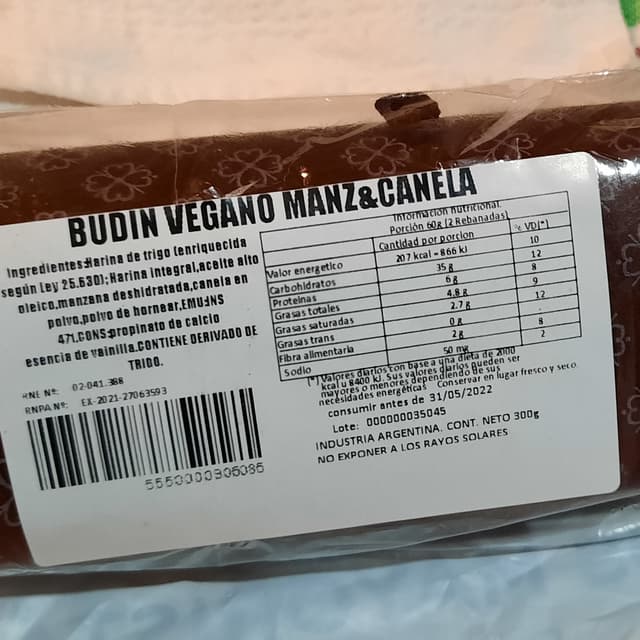 BUDIN VEGANO MANZ&CANELA
Ingredientes:Harina de trigo (enriquecida
según Ley 25.630);Harina integral,aceite alto
oleico,manzana deshidratada,canela en
polvo,polvo de hornear,EMU:INS
471,CONS:propinato de calcio
esencia de vainilla.CONTIENE DERIVADO DE
TRIGO.
RNE Nº: 02-041.388
RNPA Nº: EX-2021-27063593
5550000906086
Información nutricional.
Porción 60g (2 Rebanadas)
Cantidad por porcion % VD(*)
Valor energetico 207 kcal = 866 kJ 10
Carbohidratos 35 g 12
Proteinas 6 g 8
Grasas totales 4.8 g 9
Grasas saturadas 2.7 g 12
Grasas trans 0 g -
Fibra alimentaria 2 g 8
Sodio 50 mg 2
(*) Valores diarios con base a una dieta de 2000
kcal u 8400 kJ. Sus valores diarios pueden ser
mayores o menores dependiendo de sus
necesidades energéticas Conservar en lugar fresco y seco.
consumir antes de 31/05/2022
Lote: 000000035045
INDUSTRIA ARGENTINA. CONT. NETO 300g
NO EXPONER A LOS RAYOS SOLARES